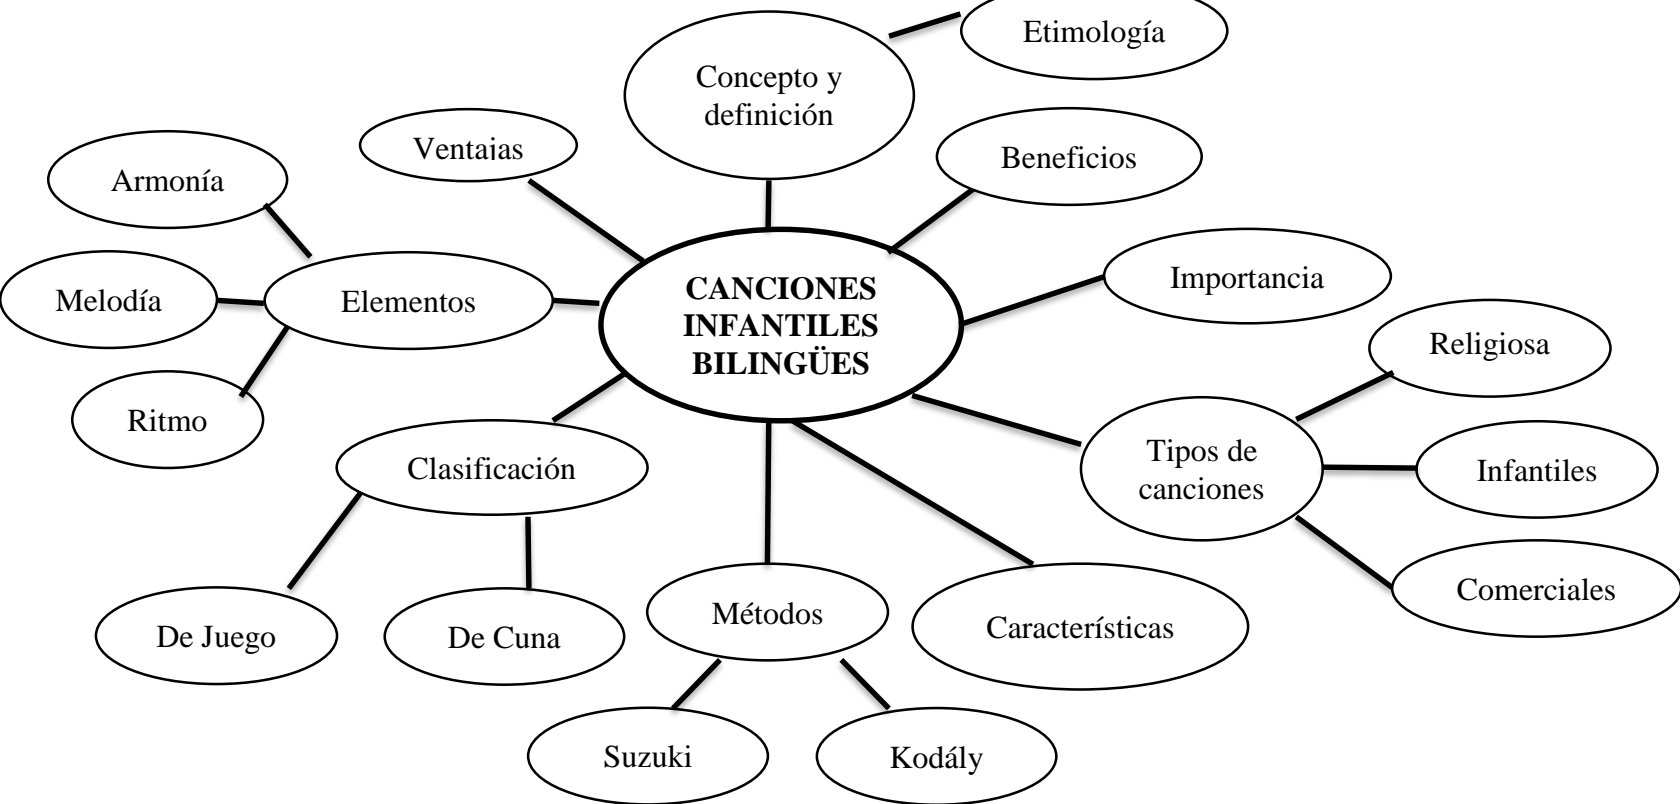 Etimología
Concepto y
definición
Ventajas
Beneficios
Armonía
Importancia
Melodía
Elementos
CANCIONES
INFANTILES
BILINGÜES
Religiosa
Ritmo
Clasificación
Tipos de
canciones
Infantiles
Comerciales
De Juego
De Cuna
Métodos
Características
Suzuki
Kodály